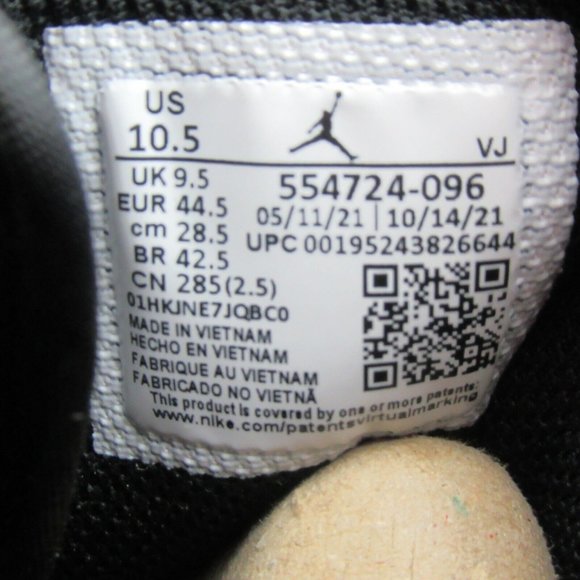 US
10.5
VJ
UK 9.5
EUR 44.5
cm 28.5
BR 42.5
CN 285(2.5)
554724-096
05/11/21 | 10/14/21
UPC 00195243826644
01HKJNE7JQBC0
MADE IN VIETNAM
HECHO EN VIETNAM
FABRIQUE AU VIETNAM
FABRICADO NO VIETNÃ
This product is covered by one or more patents:
www.nike.com/patentsvirtualmarking